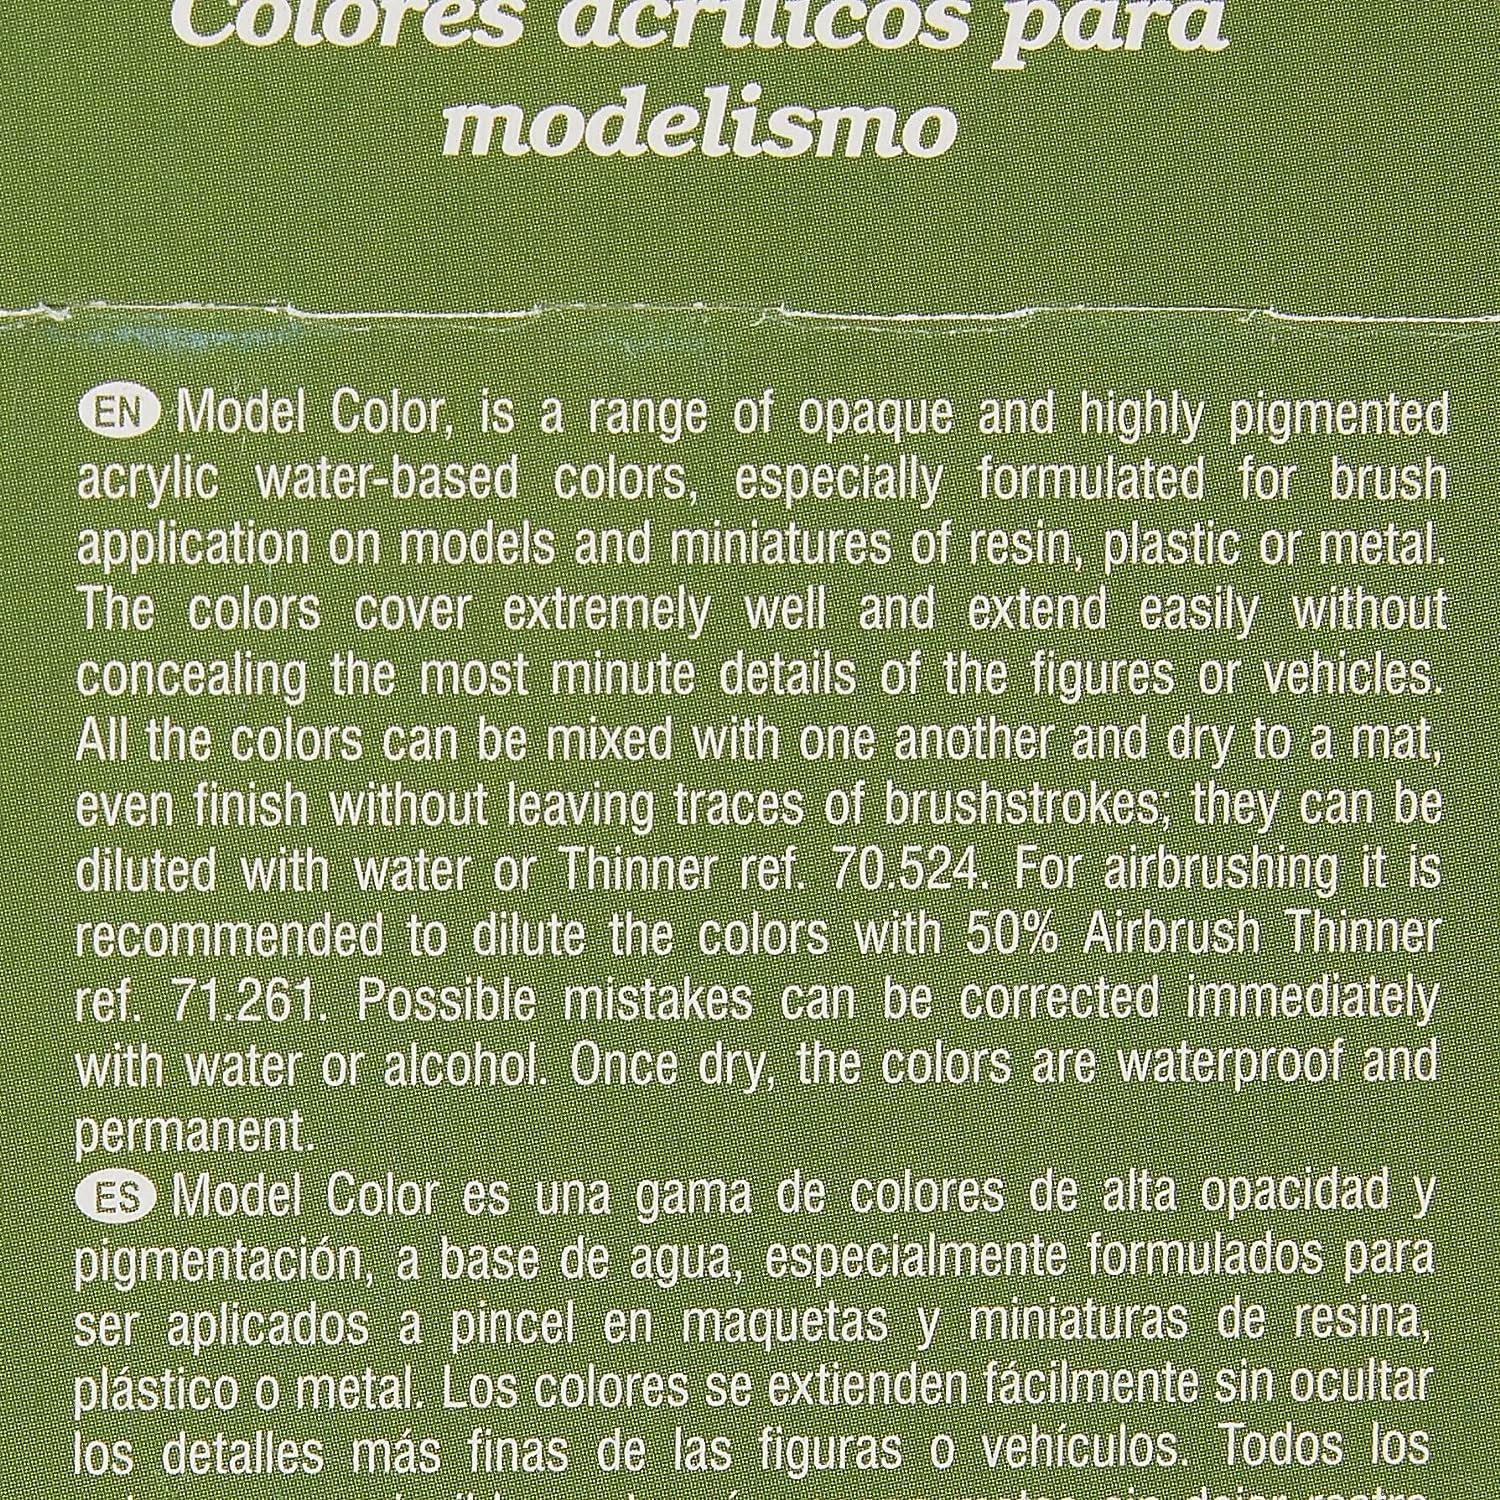 Colores acrílicos para
modelismo
EN Model Color, is a range of opaque and highly pigmented
acrylic water-based colors, especially formulated for brush
application on models and miniatures of resin, plastic or metal.
The colors cover extremely well and extend easily without
concealing the most minute details of the figures or vehicles.
All the colors can be mixed with one another and dry to a mat,
even finish without leaving traces of brushstrokes; they can be
diluted with water or Thinner ref. 70.524. For airbrushing it is
recommended to dilute the colors with 50% Airbrush Thinner
ref. 71.261. Possible mistakes can be corrected immediately
with water or alcohol. Once dry, the colors are waterproof and
permanent.
ES Model Color es una gama de colores de alta opacidad y
pigmentación, a base de agua, especialmente formulados para
ser aplicados a pincel en maquetas y miniaturas de resina,
plástico o metal. Los colores se extienden fácilmente sin ocultar
los detalles más finas de las figuras o vehículos. Todos los